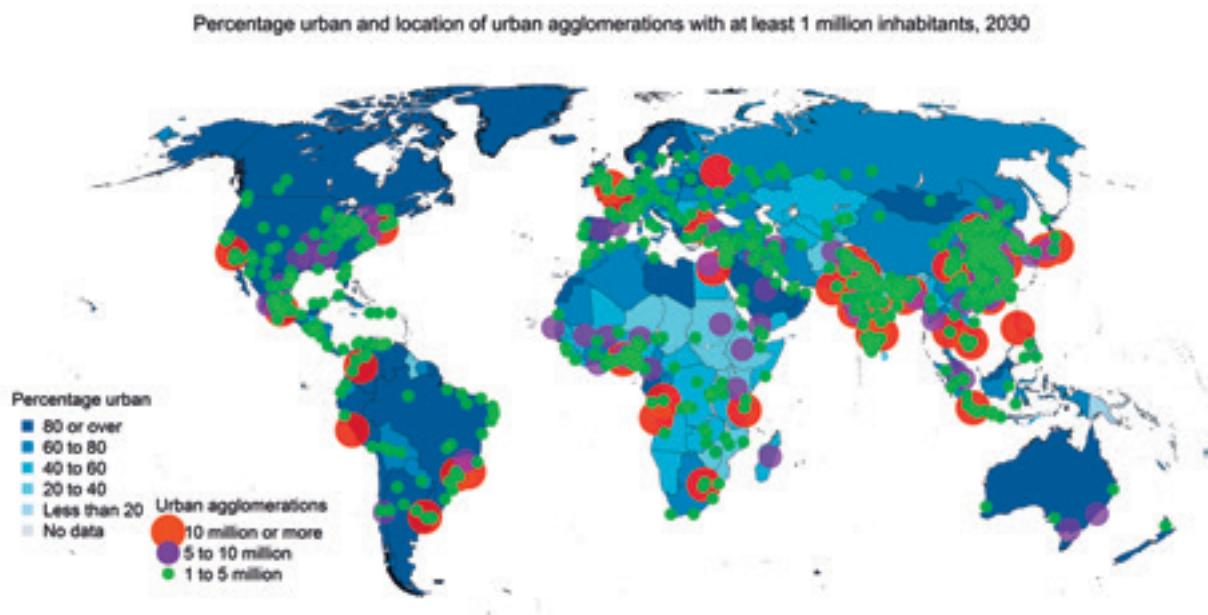 Percentage urban and location of urban agglomerations with at least 1 million inhabitants, 2030
Percentage urban
80 or over
60 to 80
40 to 60
20 to 40
Less than 20
No data
Urban agglomerations
10 million or more
5 to 10 million
1 to 5 million